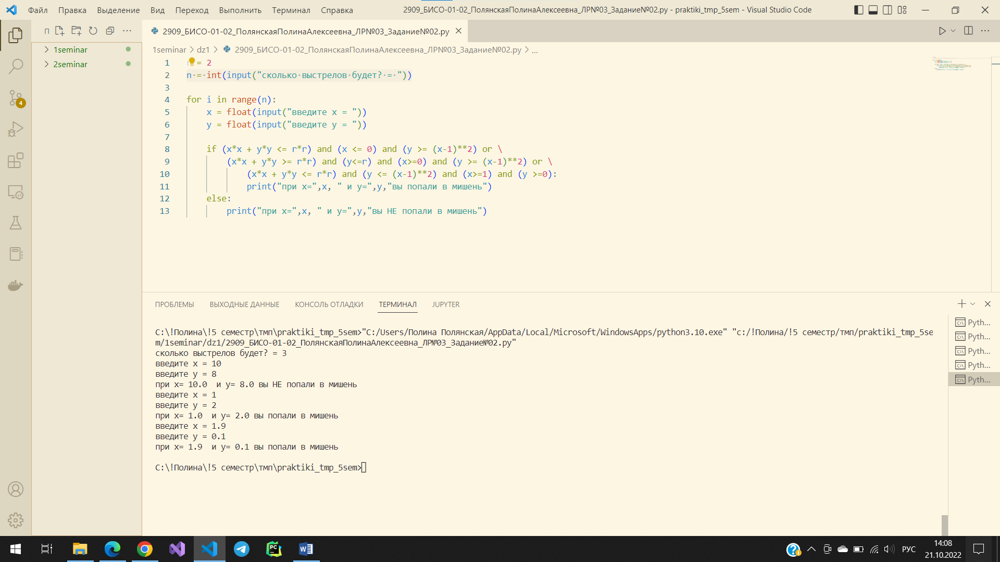 Файл Правка Выделение Вид Переход Выполнить Терминал Справка 2909_БИСО-01-02_ПолянскаяПолинаАлексеевна_ЛР№03_Задание№02.py - praktiki_tmp_5sem - Visual Studio Code
П
2909_БИСО-01-02_ПолянскаяПолинаАлексеевна_ЛР№03_Задание№02.py
1seminar
2seminar
4
1seminar > dz1 > 2909_БИСО-01-02_ПолянскаяПолинаАлексеевна_ЛР№03_Задание№02.py > ...
1 = 2
2 n = int(input("сколько выстрелов будет? = "))
3
4 for i in range(n):
5 x = float(input("введите x = "))
6 y = float(input("введите y = "))
7
8 if (x*x + y*y <= r*r) and (x <= 0) and (y >= (x-1)**2) or \
9 (x*x + y*y >= r*r) and (y<=r) and (x>=0) and (y >= (x-1)**2) or \
10 (x*x + y*y <= r*r) and (y <= (x-1)**2) and (x>=1) and (y >=0):
11 print("при x=",x, " и y=",y,"вы попали в мишень")
12 else:
13 print("при x=",x, " и y=",y,"вы НЕ попали в мишень")
ПРОБЛЕМЫ ВЫХОДНЫЕ ДАННЫЕ КОНСОЛЬ ОТЛАДКИ ТЕРМИНАЛ JUPYTER
C:\!Полина\!5 семестр\тмп\praktiki_tmp_5sem>"C:/Users/Полина Полянская/AppData/Local/Microsoft/WindowsApps/python3.10.exe" "c:/!Полина/!5 семестр/тмп/praktiki_tmp_5se
m/1seminar/dz1/2909_БИСО-01-02_ПолянскаяПолинаАлексеевна_ЛР№03_Задание№02.py"
сколько выстрелов будет? = 3
введите x = 10
введите y = 8
при x= 10.0  и y= 8.0 вы НЕ попали в мишень
введите x = 1
введите y = 2
при x= 1.0  и y= 2.0 вы попали в мишень
введите x = 1.9
введите y = 0.1
при x= 1.9  и y= 0.1 вы попали в мишень
C:\!Полина\!5 семестр\тмп\praktiki_tmp_5sem>
Pyth...
Pyth...
Pyth...
Pyth...
Pyth...
РУС
14:08
21.10.2022